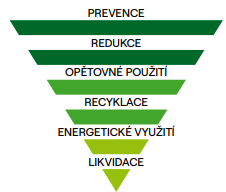 PREVENCE
REDUKCE
OPĚTOVNÉ POUŽITÍ
RECYKLACE
ENERGETICKÉ VYUŽITÍ
LIKVIDACE